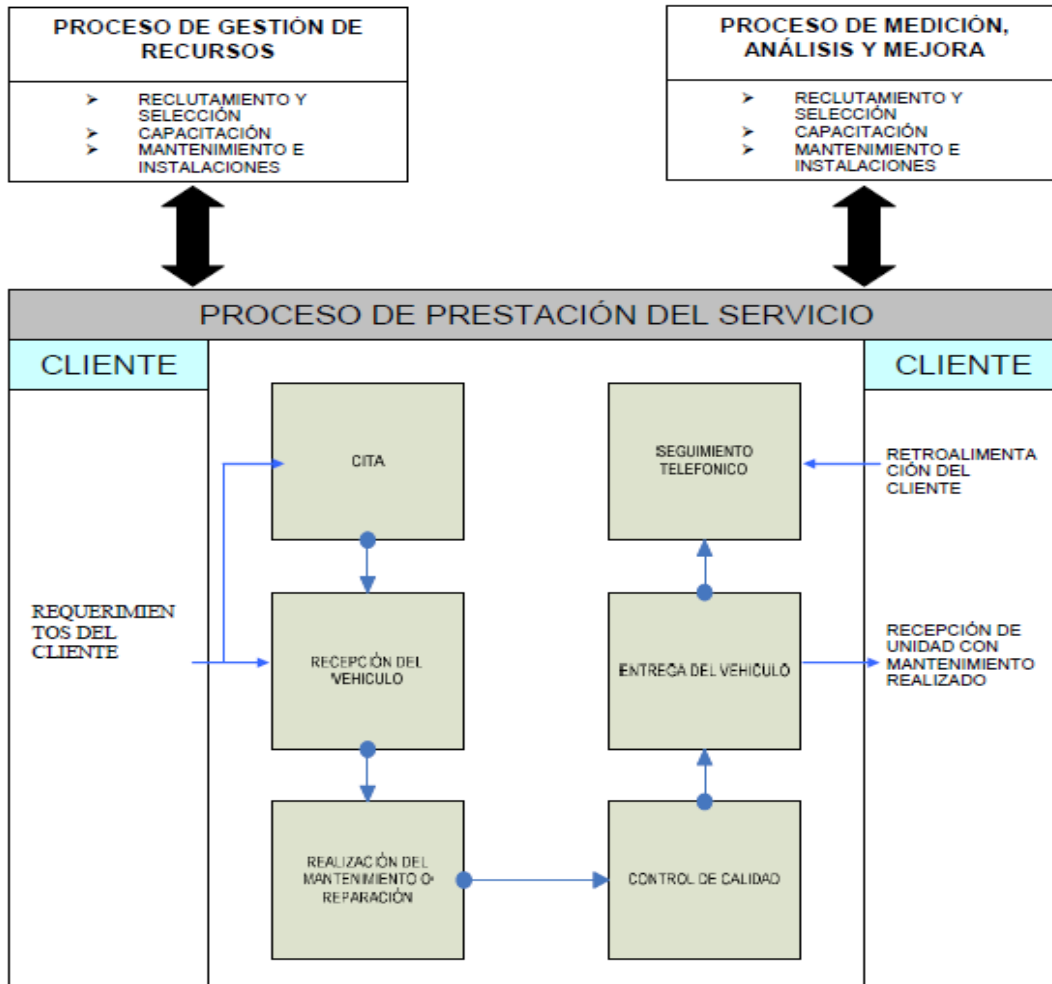 PROCESO DE GESTIÓN DE
RECURSOS
➤ RECLUTAMIENTO Y
SELECCIÓN
➤ CAPACITACIÓN
➤ MANTENIMIENTO E
INSTALACIONES
PROCESO DE MEDICIÓN,
ANÁLISIS Y MEJORA
➤ RECLUTAMIENTO Y
SELECCIÓN
➤ CAPACITACIÓN
➤ MANTENIMIENTO E
INSTALACIONES
PROCESO DE PRESTACIÓN DEL SERVICIO
CLIENTE
REQUERIMIEN
TOS DEL
CLIENTE
CITA
RECEPCIÓN DEL
VEHICULO
REALIZACIÓN DEL
MANTENIMIENTO O
REPARACIÓN
CONTROL DE CALIDAD
ENTREGA DEL VEHICULO
SEGUIMIENTO
TELEFONICO
CLIENTE
RETROALIMENTA
CIÓN DEL
CLIENTE
RECEPCIÓN DE
UNIDAD CON
MANTENIMIENTO
REALIZADO